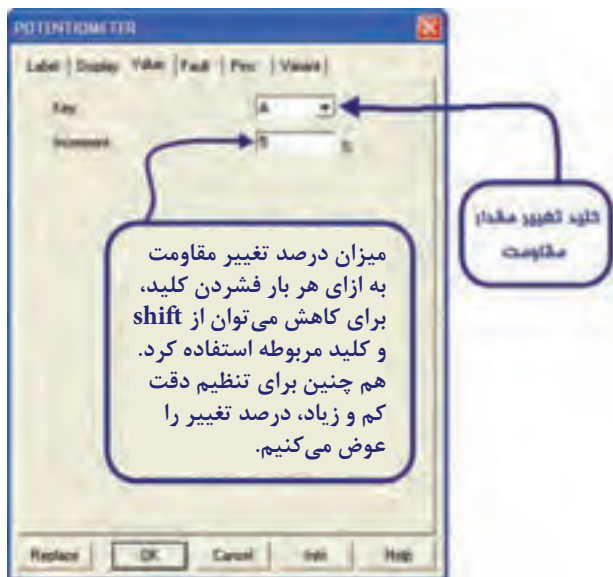 POTENTIOMETER
Label | Display | Value | Fault | Pins | Variant |
Key A
Increment 5 %
کلید تغییر مقدار
مقاومت
میزان درصد تغییر مقاومت
به ازای هر بار فشردن کلید،
برای کاهش می‌توان از shift
و کلید مربوطه استفاده کرد.
هم چنین برای تنظیم دقت
کم و زیاد، درصد تغییر را
عوض می‌کنیم.
Replace OK Cancel Info Help